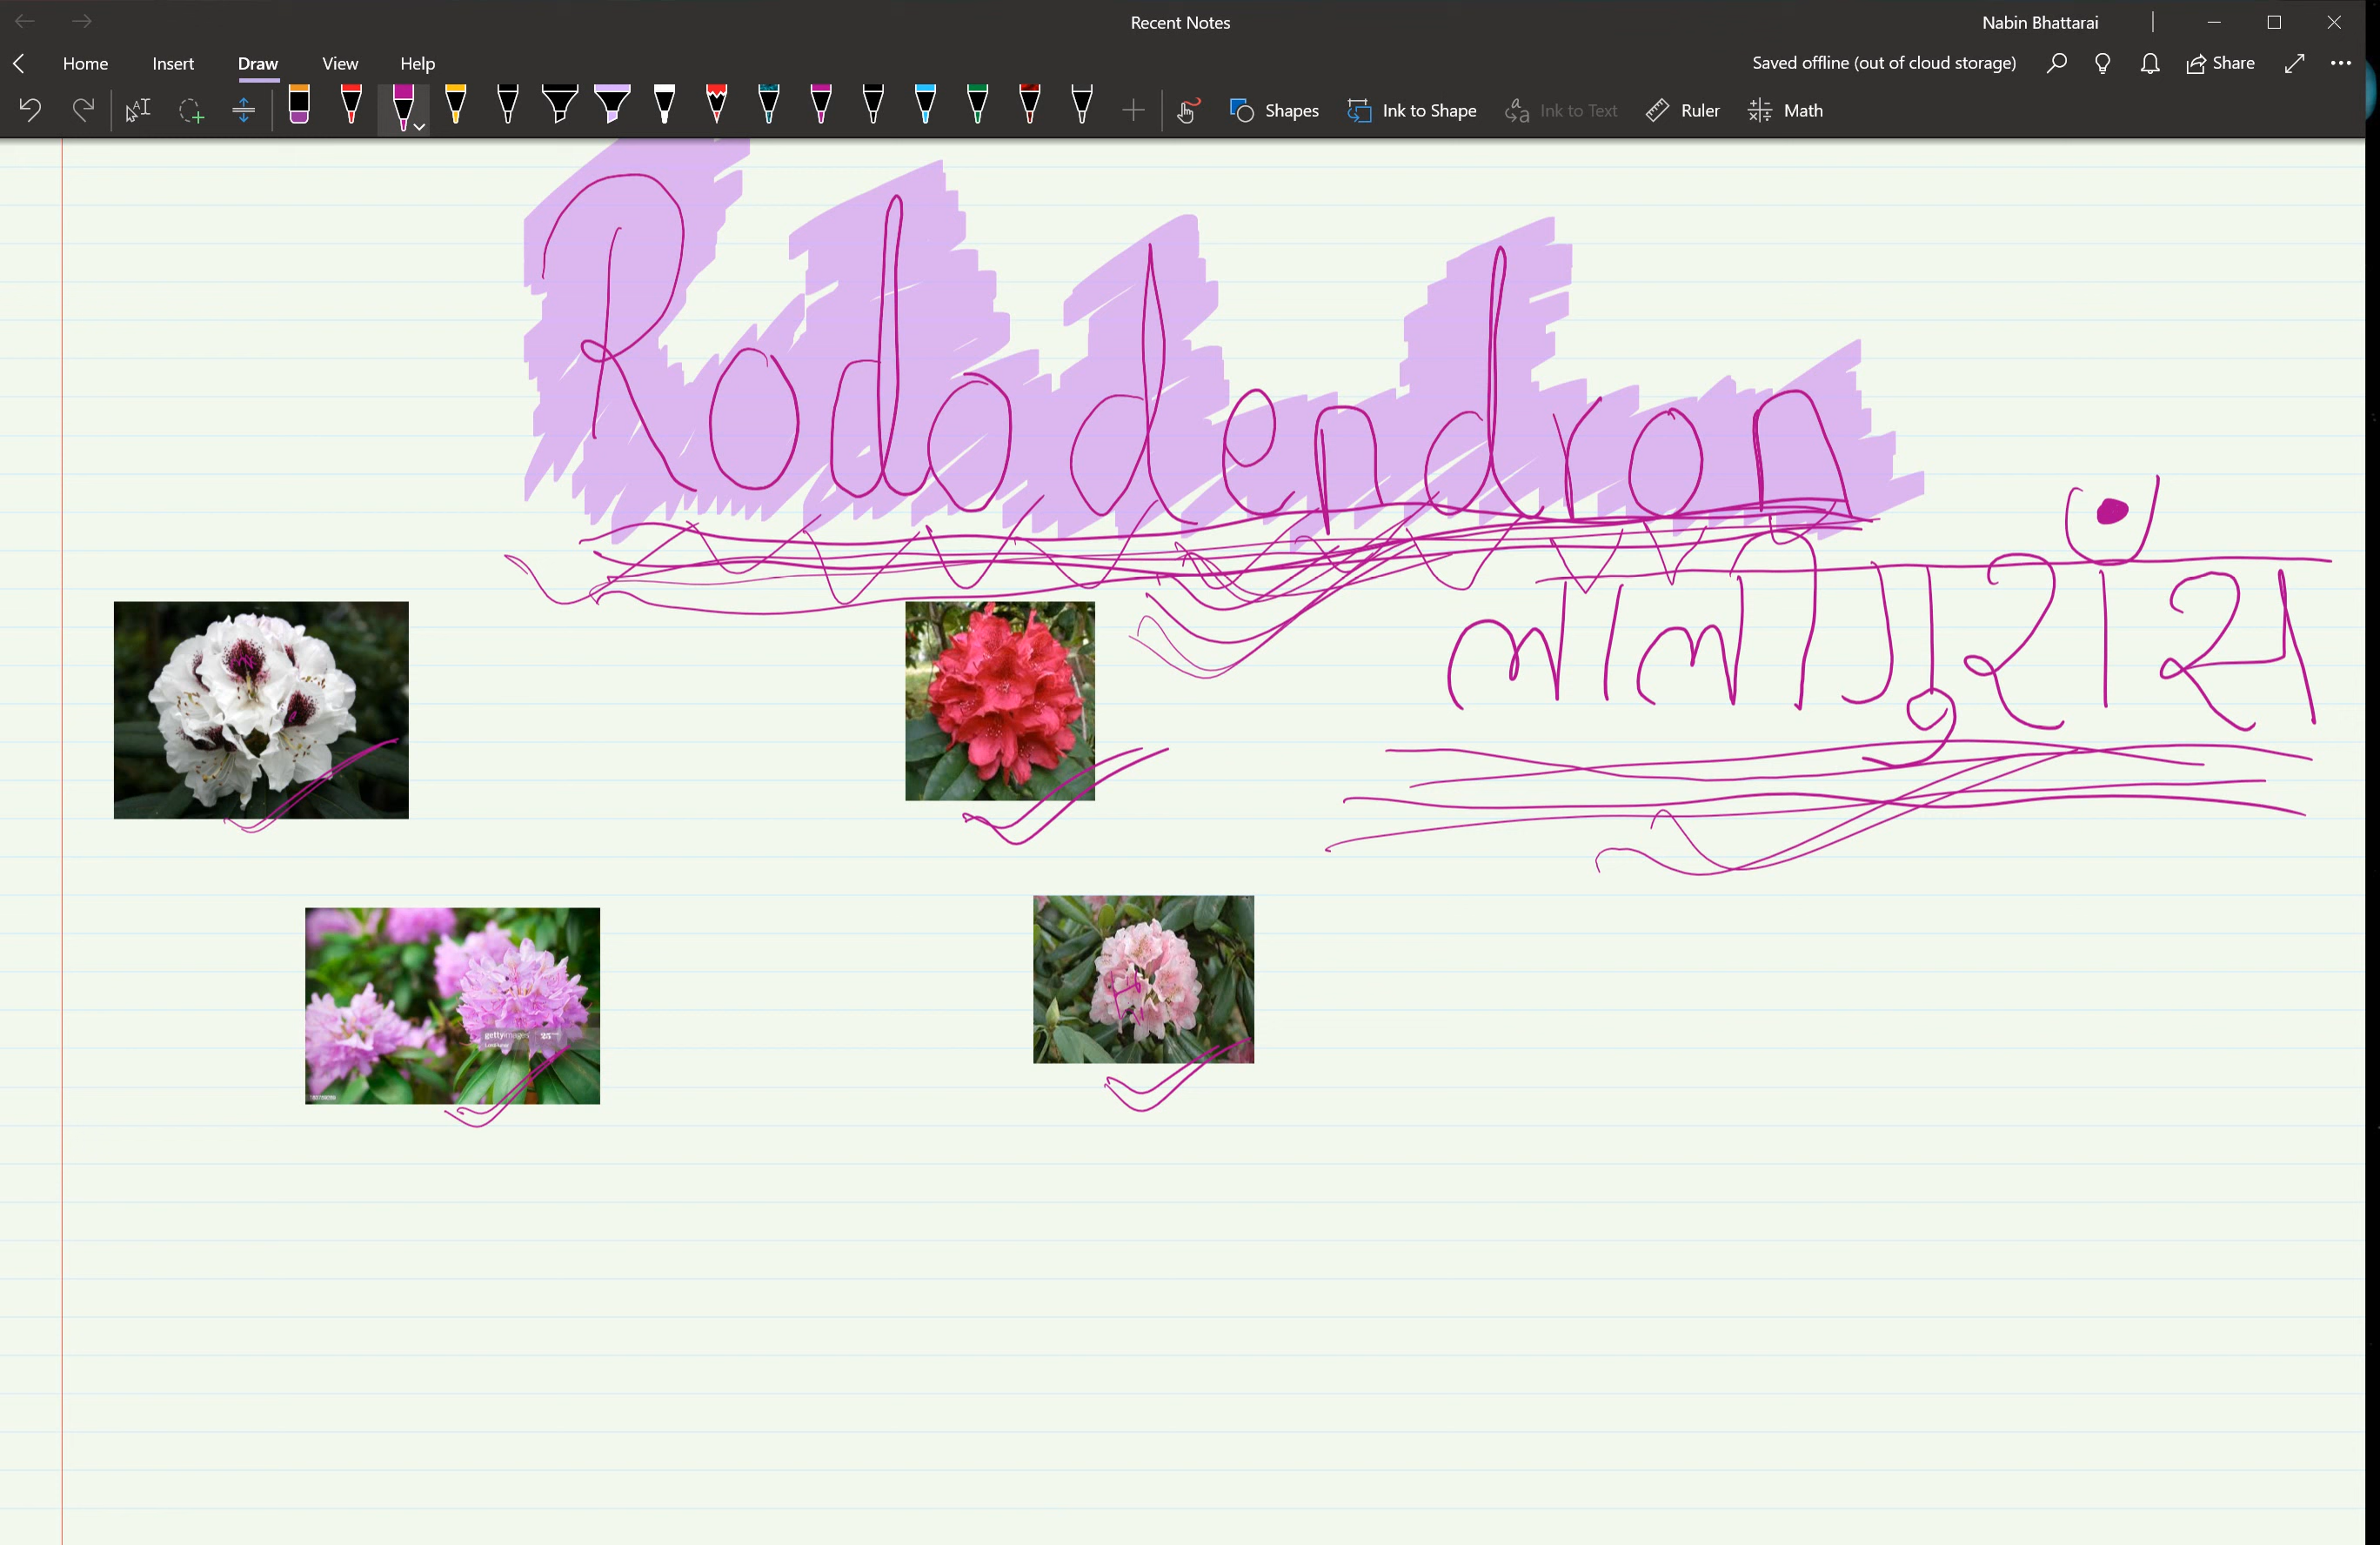 Recent Notes
Nabin Bhattarai
Home Insert Draw View Help
Saved offline (out of cloud storage)
Share
Shapes
Ink to Shape
Ink to Text
Ruler
Math
Rododendron
gettyimages